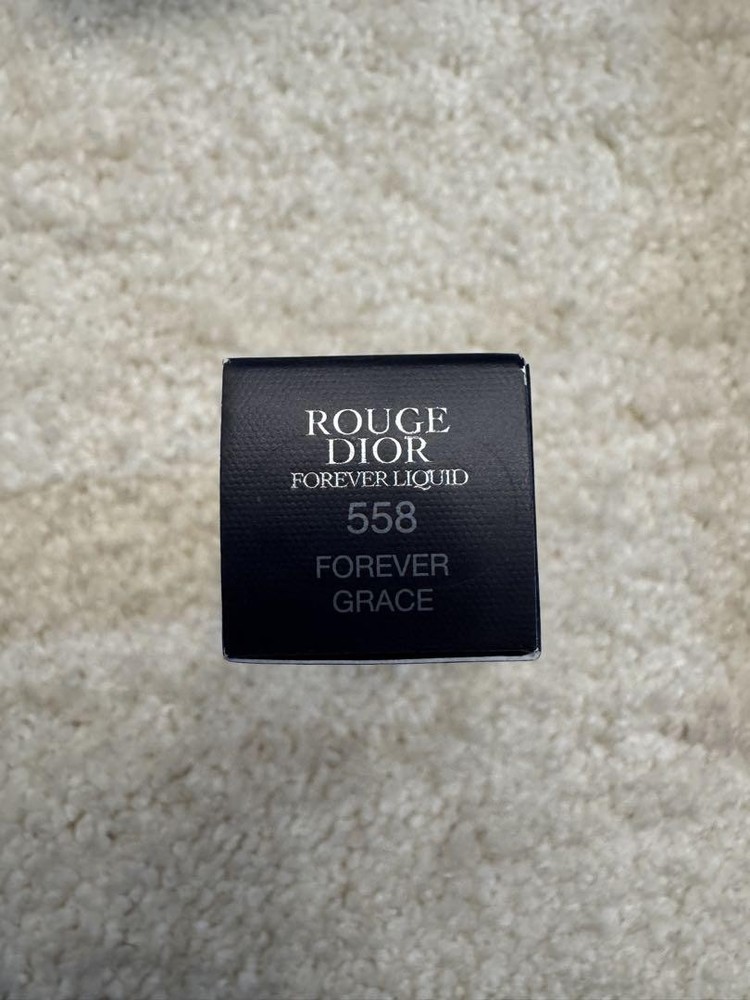 ROUGE
DIOR
FOREVER LIQUID
558
FOREVER
GRACE